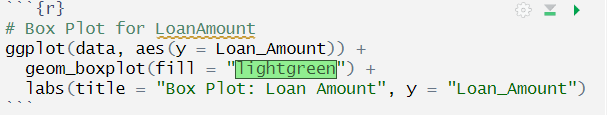 ```{r}
# Box Plot for LoanAmount
ggplot(data, aes(y = Loan_Amount)) +
  geom_boxplot(fill = "lightgreen") +
  labs(title = "Box Plot: Loan Amount", y = "Loan_Amount")
```